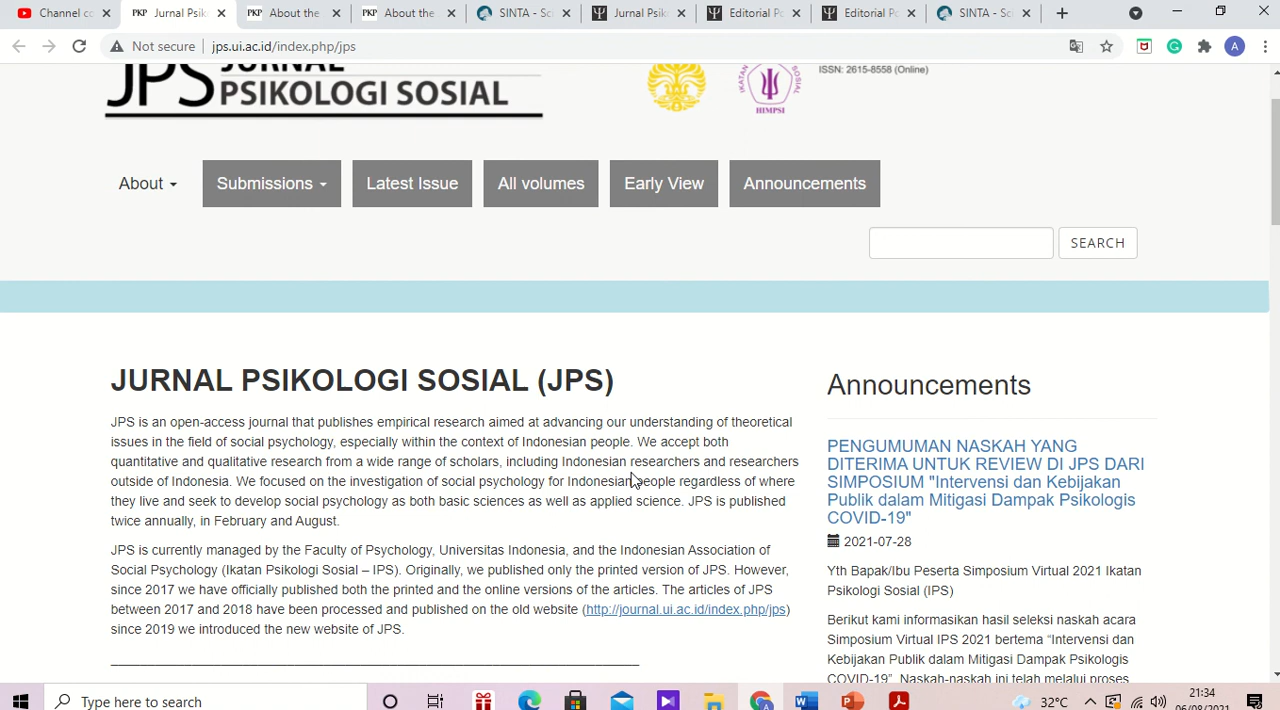 Channel co
PKP Jurnal Psik
PKP About the
PKP About the
SINTA - Sci
Jurnal Psik
Editorial Po
Editorial Po
SINTA - Sci
Not secure jps.ui.ac.id/index.php/jps
A
JPS JURNAL
PSIKOLOGI SOSIAL
IKATAN SOSIAL
HIMPSI
ISSN: 2615-8558 (Online)
About Submissions Latest Issue All volumes Early View Announcements
SEARCH
JURNAL PSIKOLOGI SOSIAL (JPS)
JPS is an open-access journal that publishes empirical research aimed at advancing our understanding of theoretical
issues in the field of social psychology, especially within the context of Indonesian people. We accept both
quantitative and qualitative research from a wide range of scholars, including Indonesian researchers and researchers
outside of Indonesia. We focused on the investigation of social psychology for Indonesian people regardless of where
they live and seek to develop social psychology as both basic sciences as well as applied science. JPS is published
twice annually, in February and August.
JPS is currently managed by the Faculty of Psychology, Universitas Indonesia, and the Indonesian Association of
Social Psychology (Ikatan Psikologi Sosial – IPS). Originally, we published only the printed version of JPS. However,
since 2017 we have officially published both the printed and the online versions of the articles. The articles of JPS
between 2017 and 2018 have been processed and published on the old website (http://journal.ui.ac.id/index.php/jps)
since 2019 we introduced the new website of JPS.
Announcements
PENGUMUMAN NASKAH YANG
DITERIMA UNTUK REVIEW DI JPS DARI
SIMPOSIUM "Intervensi dan Kebijakan
Publik dalam Mitigasi Dampak Psikologis
COVID-19"
2021-07-28
Yth Bapak/Ibu Peserta Simposium Virtual 2021 Ikatan
Psikologi Sosial (IPS)
Berikut kami informasikan hasil seleksi naskah acara
Simposium Virtual IPS 2021 bertema "Intervensi dan
Kebijakan Publik dalam Mitigasi Dampak Psikologis
COVID-19". Naskah-naskah ini telah melalui proses
Type here to search
32°C
21:34
06/08/2021